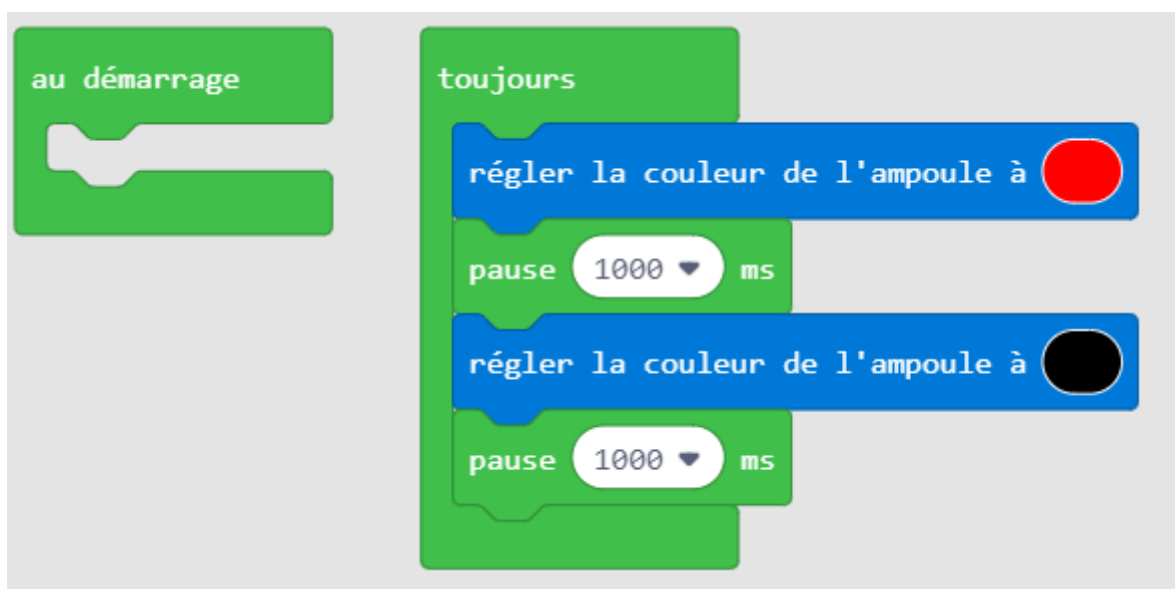 au démarrage
toujours
régler la couleur de l'ampoule à
pause 1000 ms
régler la couleur de l'ampoule à
pause 1000 ms